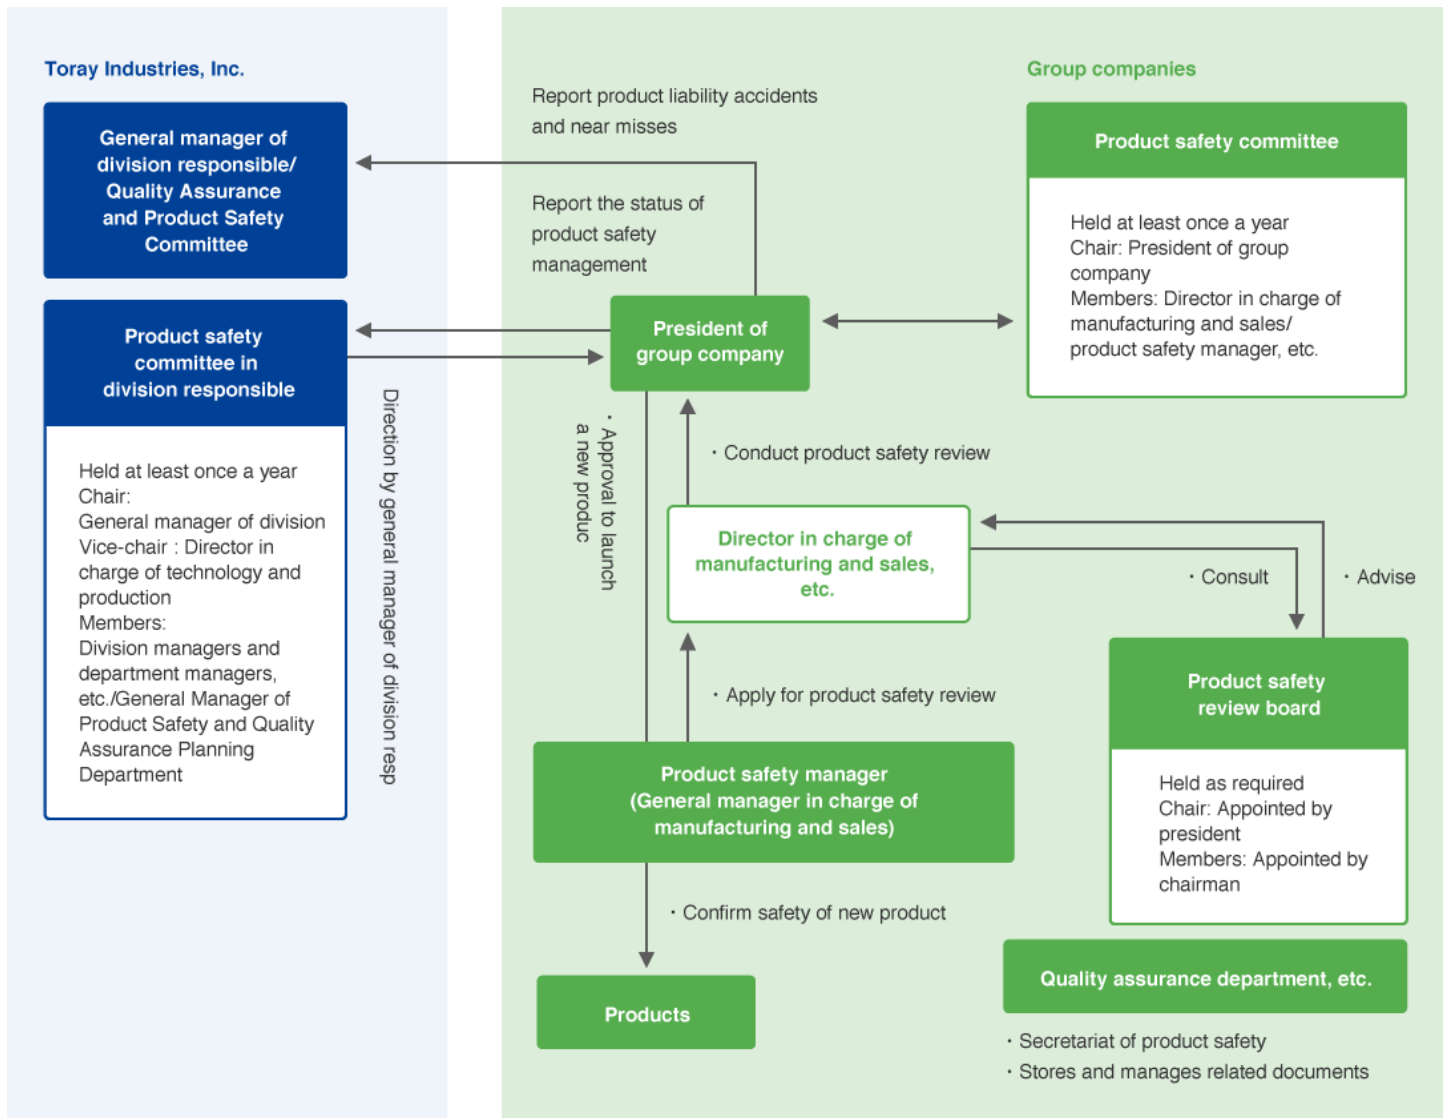 Toray Industries, Inc.
General manager of
division responsible/
Quality Assurance
and Product Safety
Committee
Product safety
committee in
division responsible
Held at least once a year
Chair:
General manager of division
Vice-chair : Director in
charge of technology and
production
Members:
Division managers and
department managers,
etc./General Manager of
Product Safety and Quality
Assurance Planning
Department
Direction by general manager of division resp
Group companies
Report product liability accidents
and near misses
Report the status of
product safety
management
President of
group company
Product safety committee
Held at least once a year
Chair: President of group
company
Members: Director in charge of
manufacturing and sales/
product safety manager, etc.
・Approval to launch
a new produc
・Conduct product safety review
Director in charge of
manufacturing and sales,
etc.
・Consult
・Advise
・Apply for product safety review
Product safety
review board
Held as required
Chair: Appointed by
president
Members: Appointed by
chairman
Product safety manager
(General manager in charge of
manufacturing and sales)
・Confirm safety of new product
Products
Quality assurance department, etc.
・Secretariat of product safety
・Stores and manages related documents